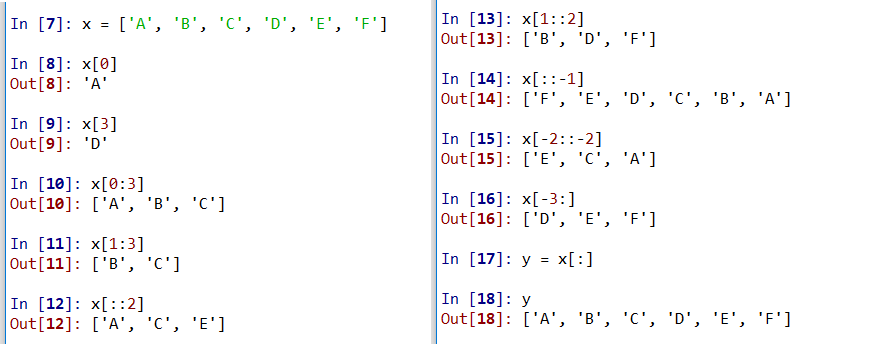 In [7]: x = ['A', 'B', 'C', 'D', 'E', 'F']
In [8]: x[0]
Out[8]: 'A'
In [9]: x[3]
Out[9]: 'D'
In [10]: x[0:3]
Out[10]: ['A', 'B', 'C']
In [11]: x[1:3]
Out[11]: ['B', 'C']
In [12]: x[::2]
Out[12]: ['A', 'C', 'E']
In [13]: x[1::2]
Out[13]: ['B', 'D', 'F']
In [14]: x[::-1]
Out[14]: ['F', 'E', 'D', 'C', 'B', 'A']
In [15]: x[-2::-2]
Out[15]: ['E', 'C', 'A']
In [16]: x[-3:]
Out[16]: ['D', 'E', 'F']
In [17]: y = x[:]
In [18]: y
Out[18]: ['A', 'B', 'C', 'D', 'E', 'F']